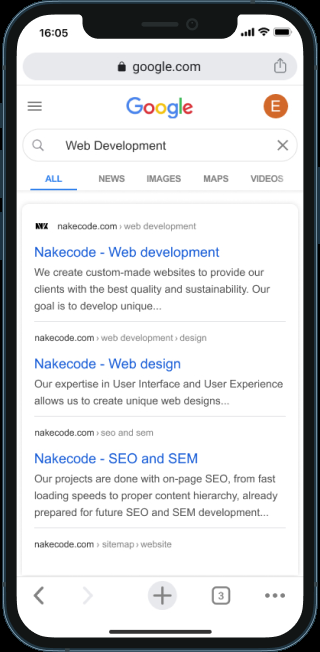 16:05
google.com
Google
E
Web Development
ALL NEWS IMAGES MAPS VIDEOS
nakecode.com › web development
Nakecode - Web development
We create custom-made websites to provide our
clients with the best quality and sustainability. Our
goal is to develop unique...
nakecode.com › web development › design
Nakecode - Web design
Our expertise in User Interface and User Experience
allows us to create unique web designs...
nakecode.com › seo and sem
Nakecode - SEO and SEM
Our projects are done with on-page SEO, from fast
loading speeds to proper content hierarchy, already
prepared for future SEO and SEM development...
nakecode.com › sitemap › website
3